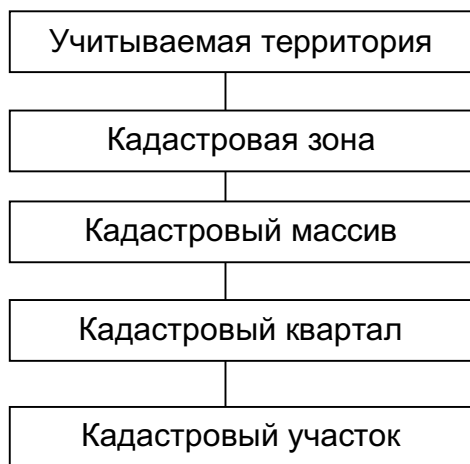 Учитываемая территория
Кадастровая зона
Кадастровый массив
Кадастровый квартал
Кадастровый участок